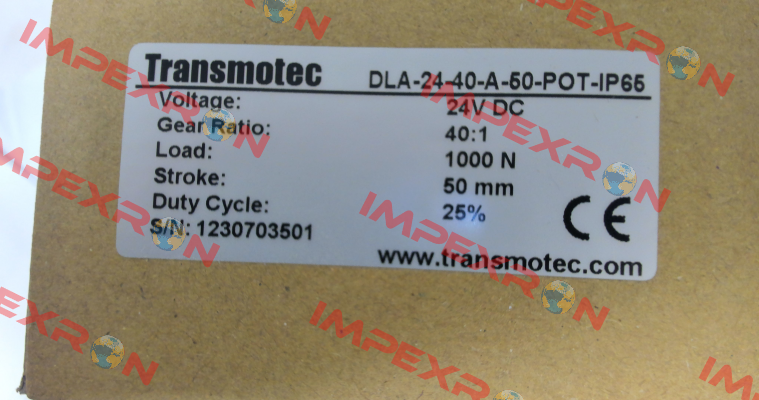 Transmotec DLA-24-40-A-50-POT-IP65
Voltage: 24V DC
Gear Ratio: 40:1
Load: 1000 N
Stroke: 50 mm
Duty Cycle: 25%
S/N: 1230703501
CE
www.transmotec.com
IMPEXRON
IMPEXRON
IMPEXRON
IMPEXRON
IMPEXRON
IMPEXRON
IMPEXRON